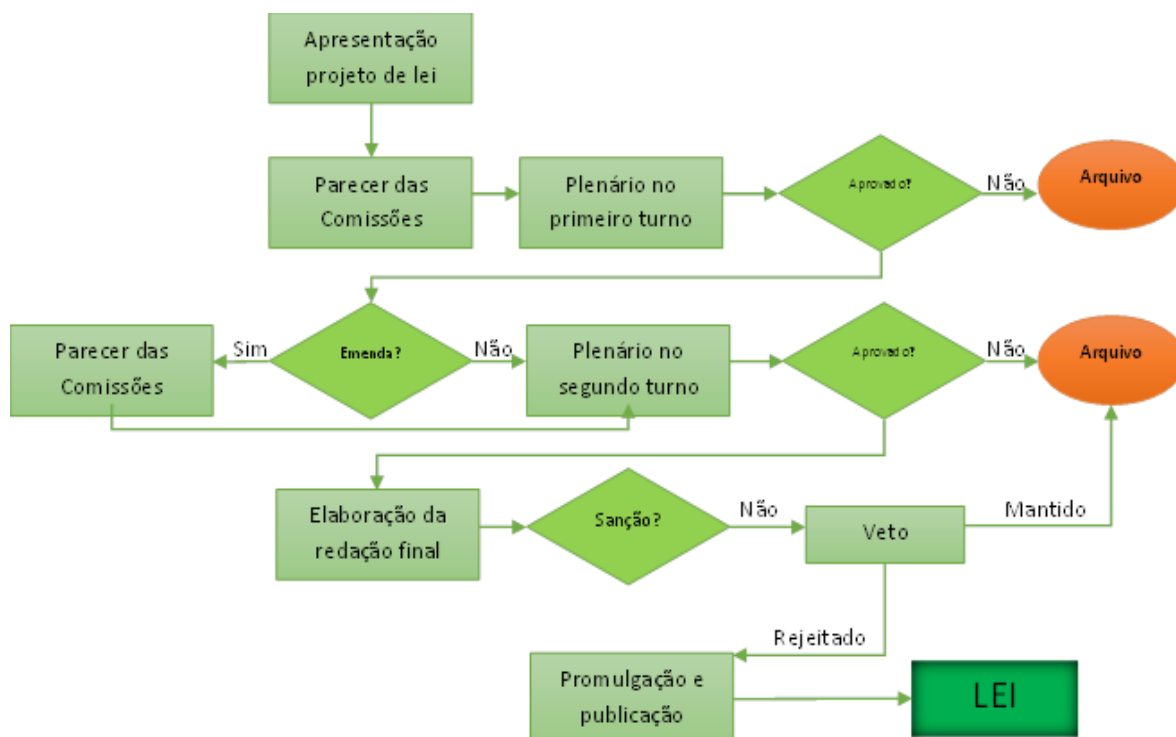 Apresentação
projeto de lei
Parecer das
Comissões
Plenário no
primeiro turno
Aprovado?
Não
Arquivo
Parecer das
Comissões
Sim
Emenda?
Não
Plenário no
segundo turno
Aprovado?
Não
Arquivo
Elaboração da
redação final
Sanção?
Não
Veto
Mantido
Rejeitado
Promulgação e
publicação
LEI